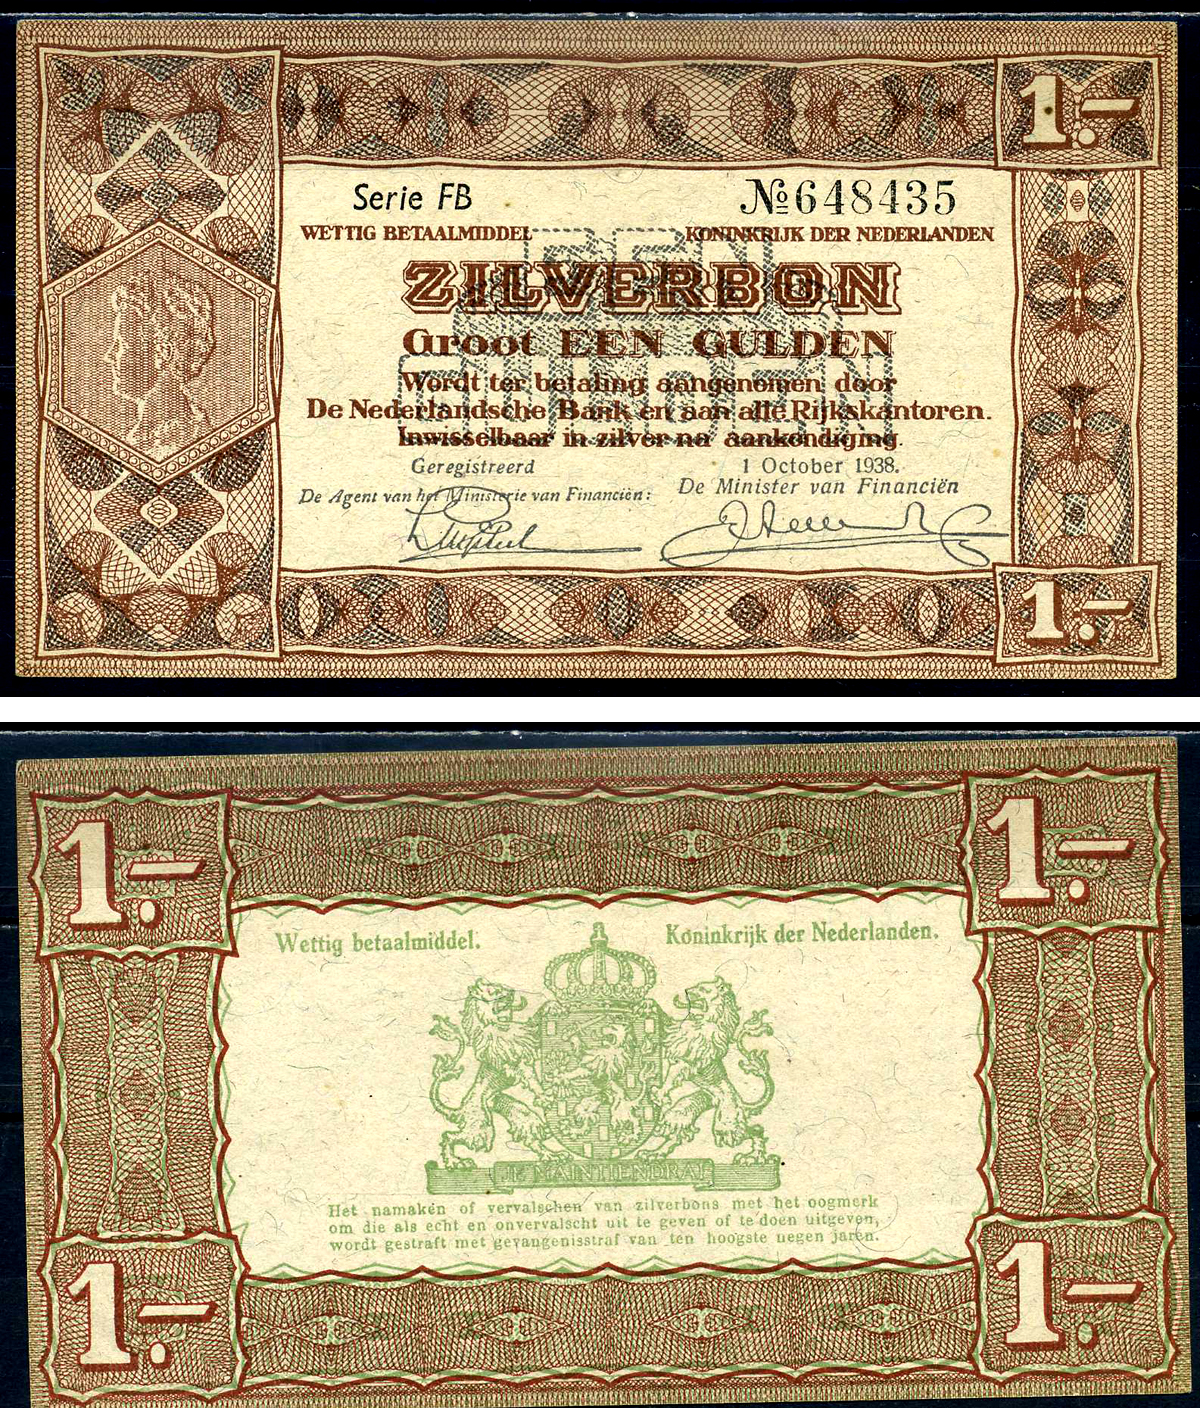 1.-
Serie FB
№648435
WETTIG BETAALMIDDEL
KONINKRIJK DER NEDERLANDEN
EEN
GULDEN
ZILVERBON
Groot EEN GULDEN
Wordt ter betaling aangenomen door
De Nederlandsche Bank en aan alle Rijkskantoren.
Inwisselbaar in zilver na aankondiging.
Geregistreerd
1 October 1938.
De Agent van het Ministerie van Financiën:
De Minister van Financiën
1.-
1.-
1.-
Wettig betaalmiddel.
Koninkrijk der Nederlanden.
JE MAINTIENDRAI
Het namaken of vervalschen van zilverbons met het oogmerk
om die als echt en onvervalscht uit te geven of te doen uitgeven,
wordt gestraft met gevangenisstraf van ten hoogste negen jaren.
1.-
1.-